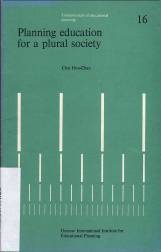 Fundamentals of educational
planning
16
Planning education
for a plural society
Chai Hon-Chan
Unesco: International Institute for
Educational Planning